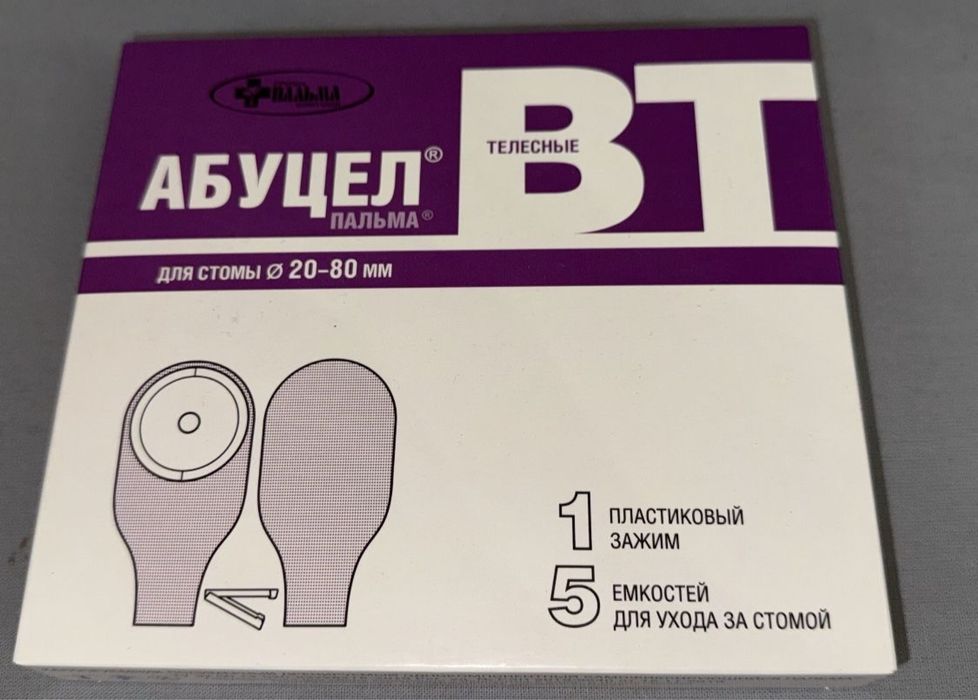 ПАЛЬМА
АБУЦЕЛ®
ПАЛЬМА®
ТЕЛЕСНЫЕ
ВТ
ДЛЯ СТОМЫ Ø 20-80 ММ
1 ПЛАСТИКОВЫЙ
ЗАЖИМ
5 ЕМКОСТЕЙ
ДЛЯ УХОДА ЗА СТОМОЙ